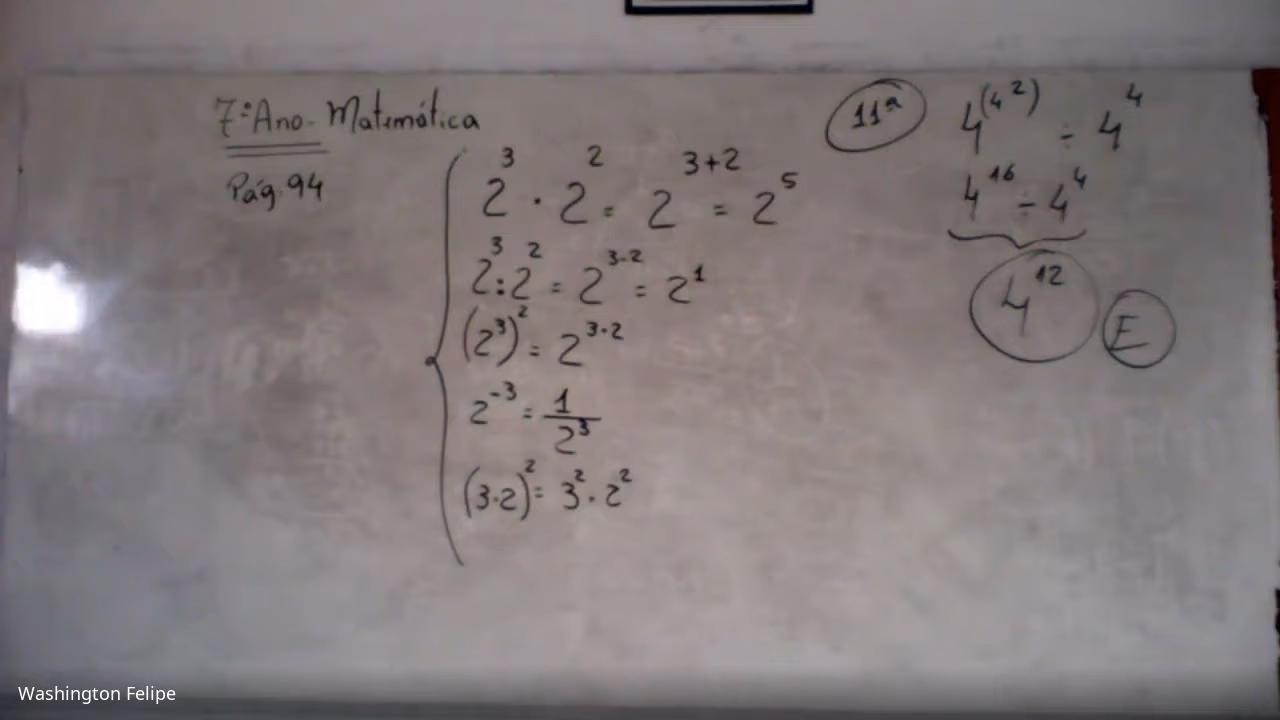 7º Ano - Matemática
Pág. 94
2³ · 2² = 2³⁺² = 2⁵
2³ : 2² = 2³⁻² = 2¹
(2³)² = 2³·²
2⁻³ = 1/2³
(3·2)² = 3² · 2²
11ª
4^(4²) ÷ 4⁴
4¹⁶ ÷ 4⁴
4¹²
E
Washington Felipe